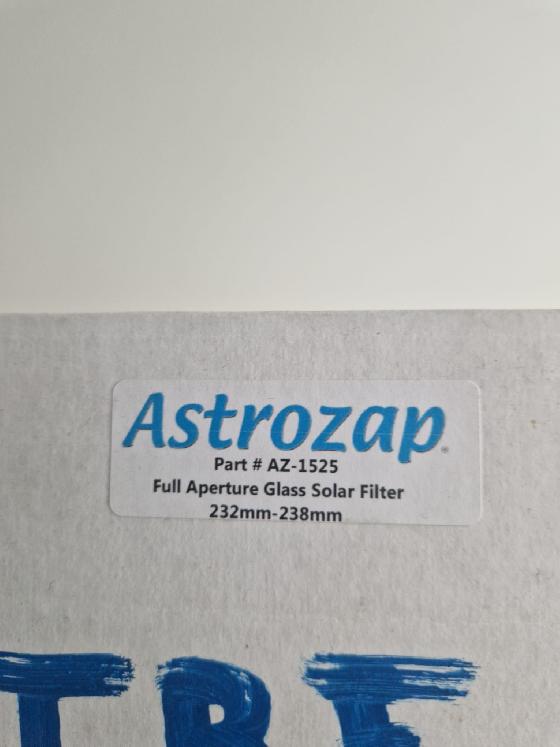 Astrozap®
Part # AZ-1525
Full Aperture Glass Solar Filter
232mm-238mm